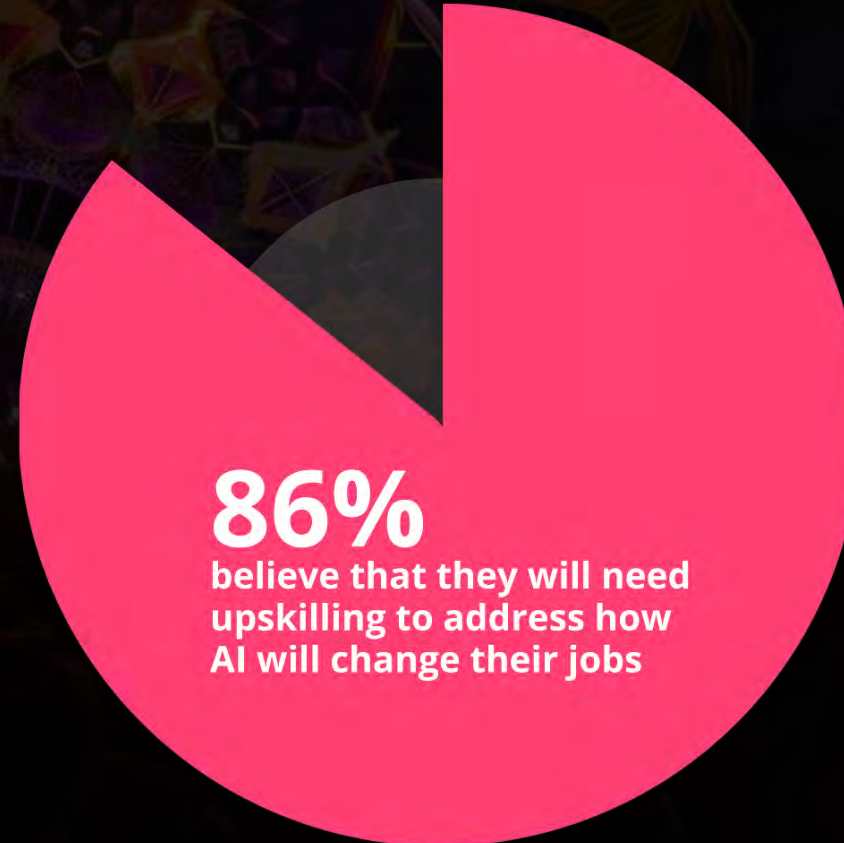 86%
believe that they will need
upskilling to address how
AI will change their jobs